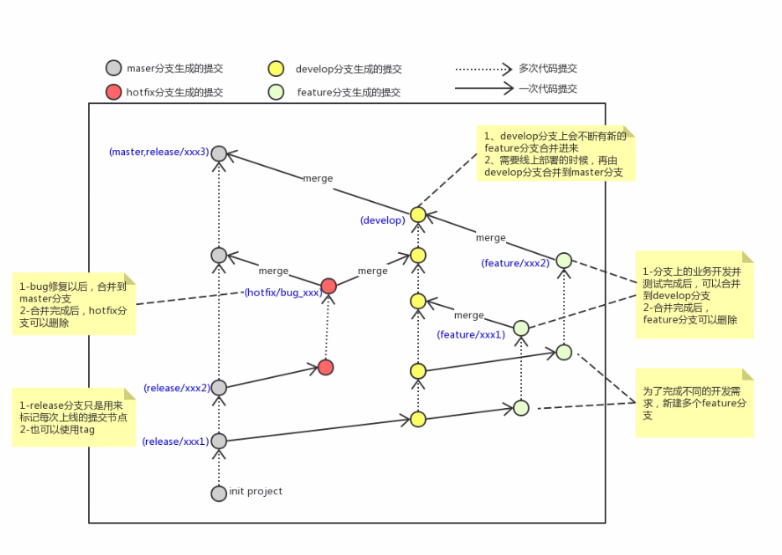 maser分支生成的提交
develop分支生成的提交
多次代码提交
hotfix分支生成的提交
feature分支生成的提交
一次代码提交
1、develop分支上会不断有新的
feature分支合并进来
2、需要线上部署的时候，再由
develop分支合并到master分支
(master,release/xxx3)
merge
(develop)
merge
(feature/xxx2)
merge
merge
1-bug修复以后，合并到
master分支
2-合并完成后，hotfix分
支可以删除
(hotfix/bug_xxx)
1-分支上的业务开发并
测试完成后，可以合并
到develop分支
2-合并完成后，
feature分支可以删除
merge
(feature/xxx1)
1-release分支只是用来
标记每次上线的提交节点
2-也可以使用tag
(release/xxx2)
为了完成不同的开发需
求，新建多个feature分
支
(release/xxx1)
init project